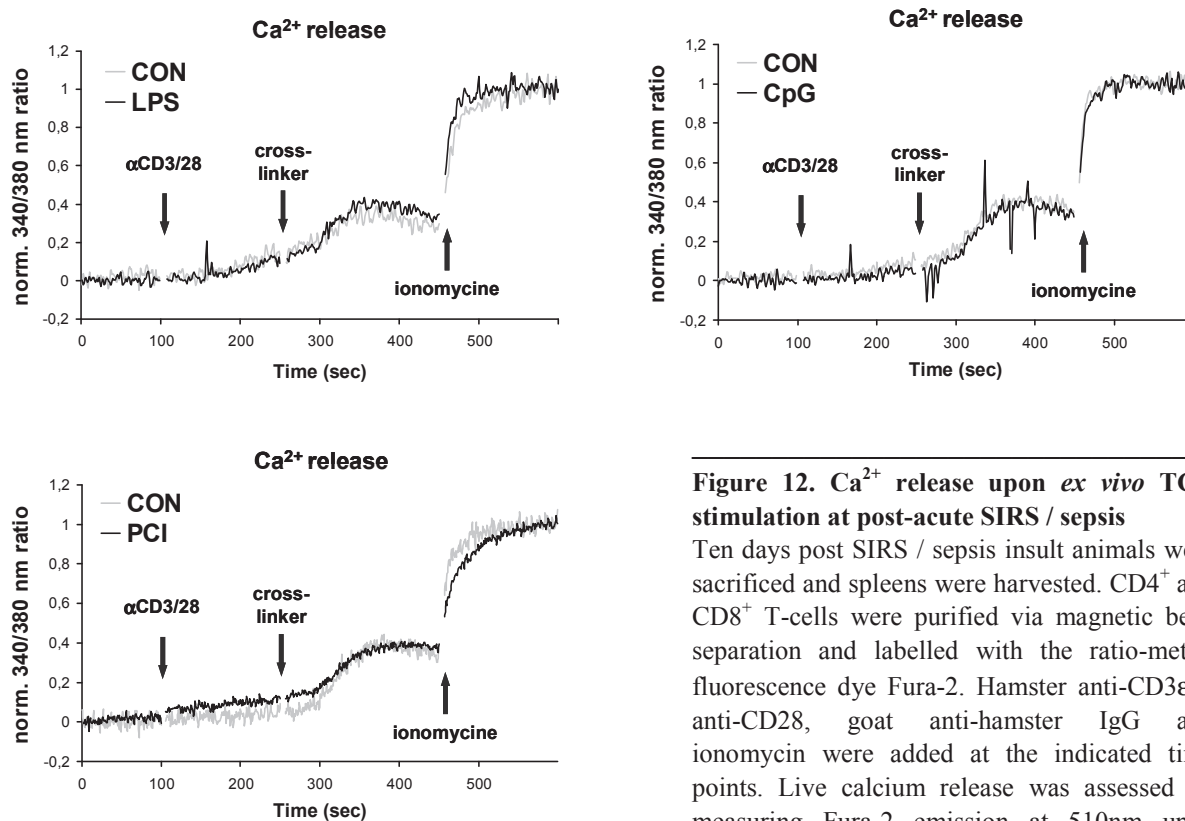 Ca2+ release
1,2
1
0,8
0,6
0,4
0,2
0
-0,2
norm. 340/380 nm ratio
CON
LPS
αCD3/28
cross-
linker
ionomycine
0 100 200 300 400 500
Time (sec)
Ca2+ release
1,2
1
0,8
0,6
0,4
0,2
0
-0,2
norm. 340/380 nm ratio
CON
CpG
αCD3/28
cross-
linker
ionomycine
0 100 200 300 400 500
Time (sec)
Ca2+ release
1,2
1
0,8
0,6
0,4
0,2
0
-0,2
norm. 340/380 nm ratio
CON
PCI
αCD3/28
cross-
linker
ionomycine
0 100 200 300 400 500
Time (sec)
Figure 12. Ca2+ release upon ex vivo
stimulation at post-acute SIRS / sepsis
Ten days post SIRS / sepsis insult animals
sacrificed and spleens were harvested. CD4+
CD8+ T-cells were purified via magnetic
separation and labelled with the
fluorescence dye Fura-2. Hamster
anti-CD28, goat anti-hamster IgG
ionomycin were added at the indicated
points. Live calcium release was assessed
measuring Fura-2 emission at 510nm